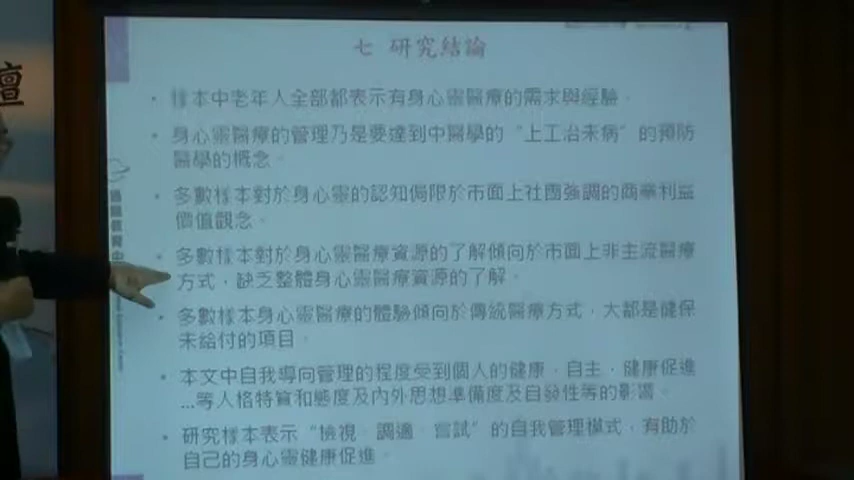 七 研究結論
• 樣本中老年人全部都表示有身心靈醫療的需求與經驗。
• 身心靈醫療的管理乃是要達到中醫學的“上工治未病”的預防
醫學的概念。
• 多數樣本對於身心靈的認知侷限於市面上社團強調的商業利益
價值觀念。
• 多數樣本對於身心靈醫療資源的了解傾向於市面上非主流醫療
方式，缺乏整體身心靈醫療資源的了解。
• 多數樣本身心靈醫療的體驗傾向於傳統醫療方式，大都是健保
未給付的項目。
• 本文中自我導向管理的程度受到個人的健康、自主、健康促進
…等人格特質和態度及內外思想準備度及自發性等的影響。
• 研究樣本表示“檢視、調適、嘗試”的自我管理模式，有助於
自己的身心靈健康促進。
壇